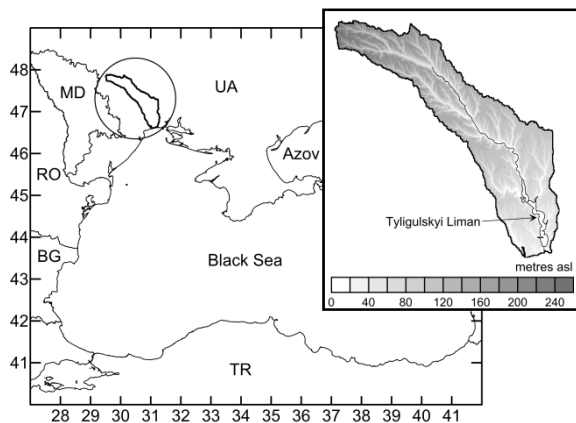 48
47
46
45
44
43
42
41
MD
UA
RO
Azov
BG
Black Sea
TR
27 28 29 30 31 32 33 34 35 36 37 38 39 40 41
Tyligulskyi Liman
metres asl
0 40 80 120 160 200 240